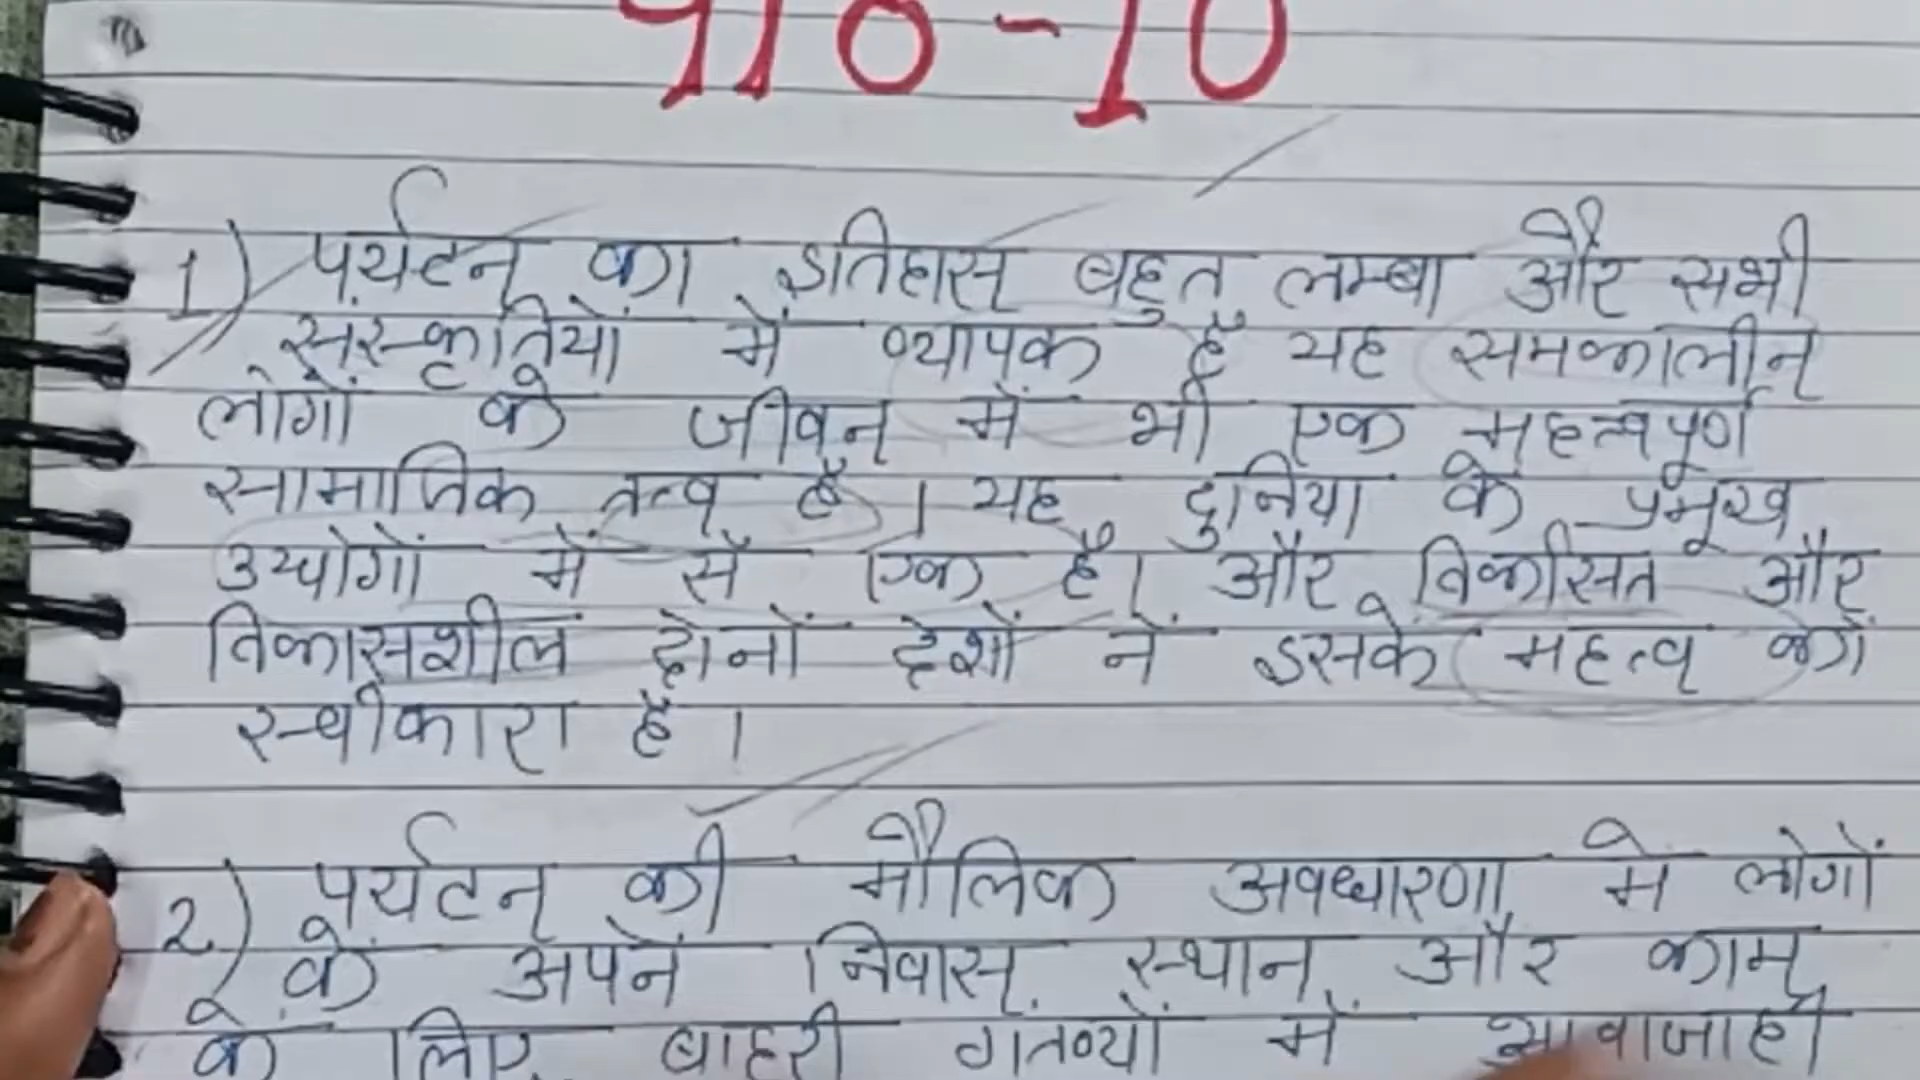 पाठ-10
1) पर्यटन का इतिहास बहुत लम्बा और सभी
संस्कृतियों में व्यापक है यह समकालीन
लोगों के जीवन में भी एक महत्वपूर्ण
सामाजिक तत्व है। यह दुनिया के प्रमूख
उद्योगों में से एक है। और विकसित और
विकासशील दोनों देशों नें इसके महत्व को
स्वीकारा है।
2) पर्यटन की मौलिक अवधारणा में लोगों
के अपने निवास स्थान और काम
के लिए बाहरी गंतव्यों में आवाजाही